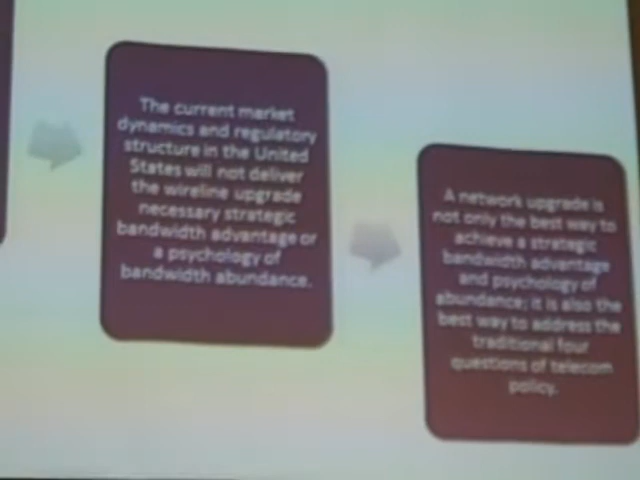 The current market
dynamics and regulatory
structure in the United
States will not deliver
the wireline upgrade
necessary strategic
bandwidth advantage or
a psychology of
bandwidth abundance.
A network upgrade is
not only the best way to
achieve a strategic
bandwidth advantage
and psychology of
abundance; it is also the
best way to address the
traditional four
questions of telecom
policy.